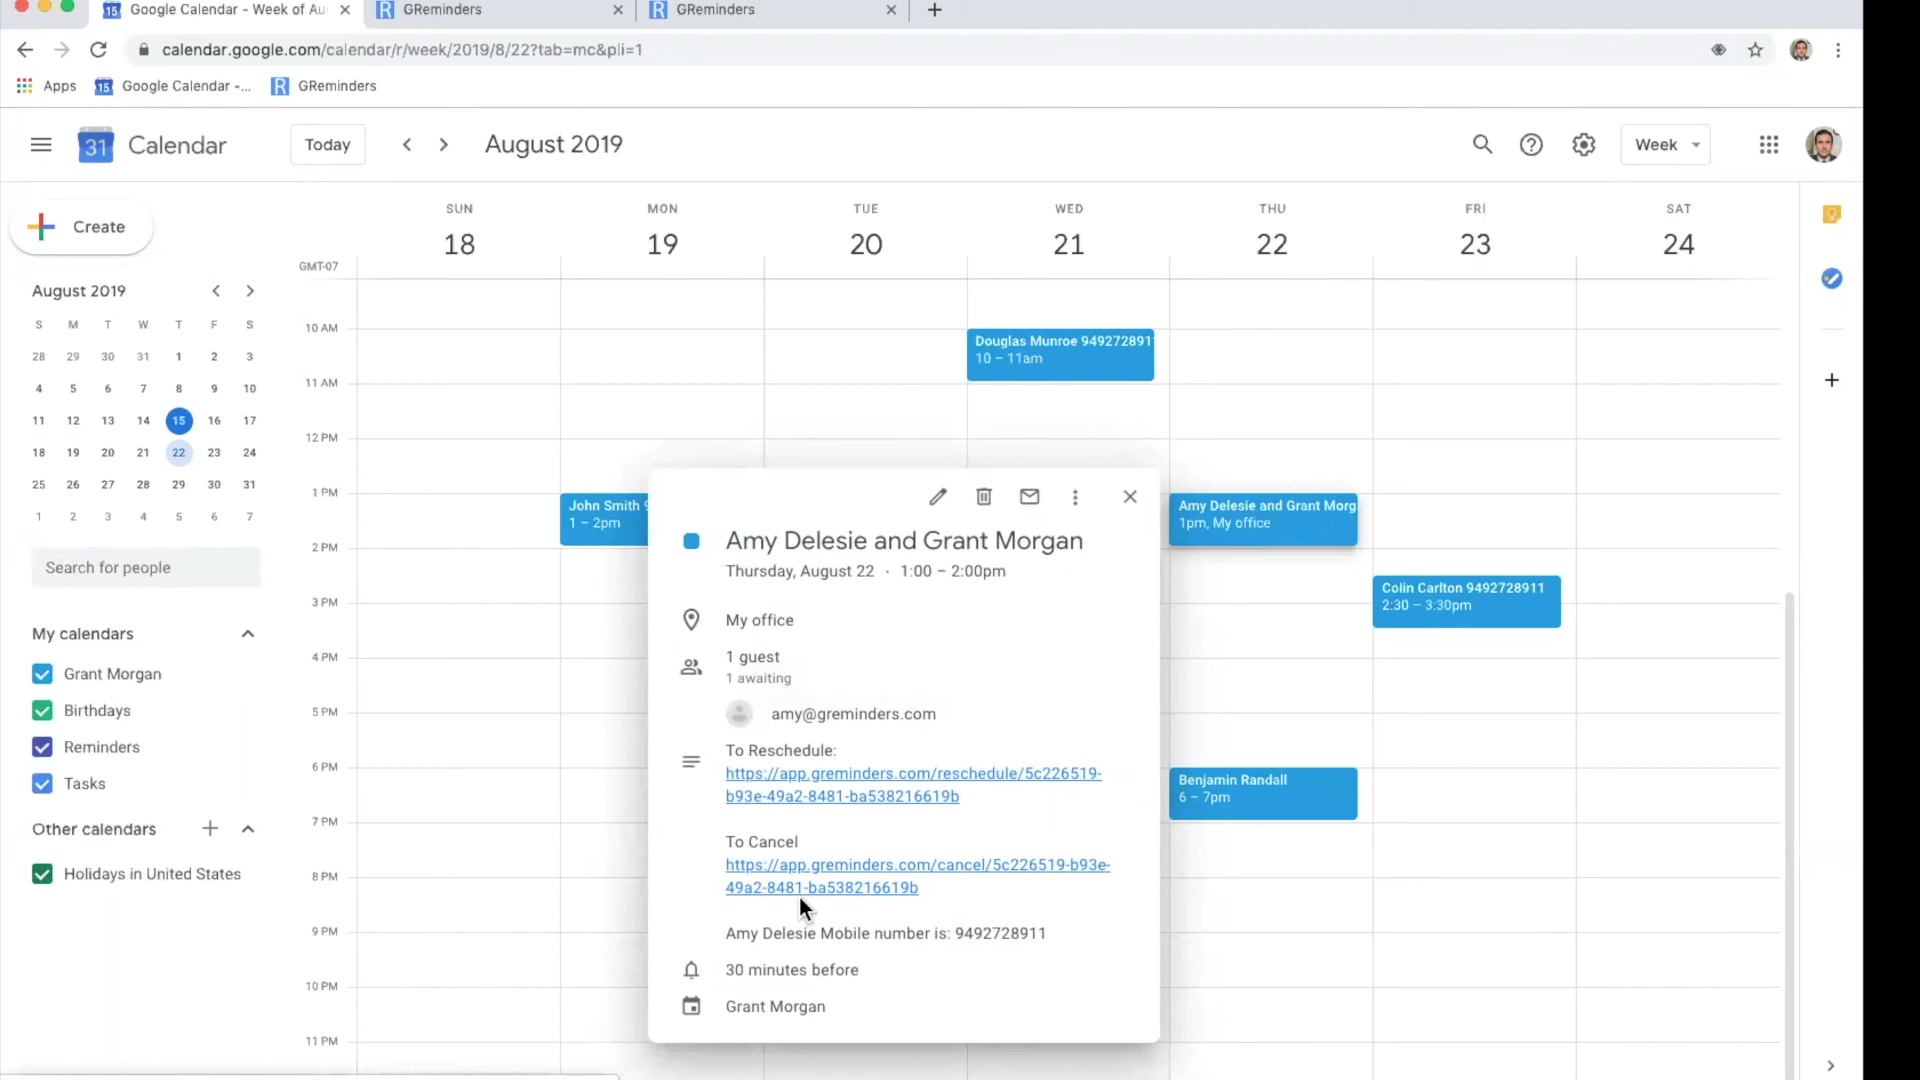 Google Calendar - Week of Au
GReminders
GReminders
calendar.google.com/calendar/r/week/2019/8/22?tab=mc&pli=1
Apps
Google Calendar -...
GReminders
31
Calendar
Today
August 2019
Week
Create
SUN
MON
TUE
WED
THU
FRI
SAT
18
19
20
21
22
23
24
GMT-07
August 2019
S M T W T F S
28 29 30 31 1 2 3
4 5 6 7 8 9 10
11 12 13 14 15 16 17
18 19 20 21 22 23 24
25 26 27 28 29 30 31
1 2 3 4 5 6 7
Search for people
My calendars
Grant Morgan
Birthdays
Reminders
Tasks
Other calendars
Holidays in United States
10 AM
11 AM
12 PM
1 PM
2 PM
3 PM
4 PM
5 PM
6 PM
7 PM
8 PM
9 PM
10 PM
11 PM
Douglas Munroe 949272891
10 – 11am
John Smith 9
1 – 2pm
Amy Delesie and Grant Morg
1pm, My office
Colin Carlton 9492728911
2:30 – 3:30pm
Benjamin Randall
6 – 7pm
Amy Delesie and Grant Morgan
Thursday, August 22 · 1:00 – 2:00pm
My office
1 guest
1 awaiting
amy@greminders.com
To Reschedule:
https://app.greminders.com/reschedule/5c226519-
b93e-49a2-8481-ba538216619b
To Cancel
https://app.greminders.com/cancel/5c226519-b93e-
49a2-8481-ba538216619b
Amy Delesie Mobile number is: 9492728911
30 minutes before
Grant Morgan